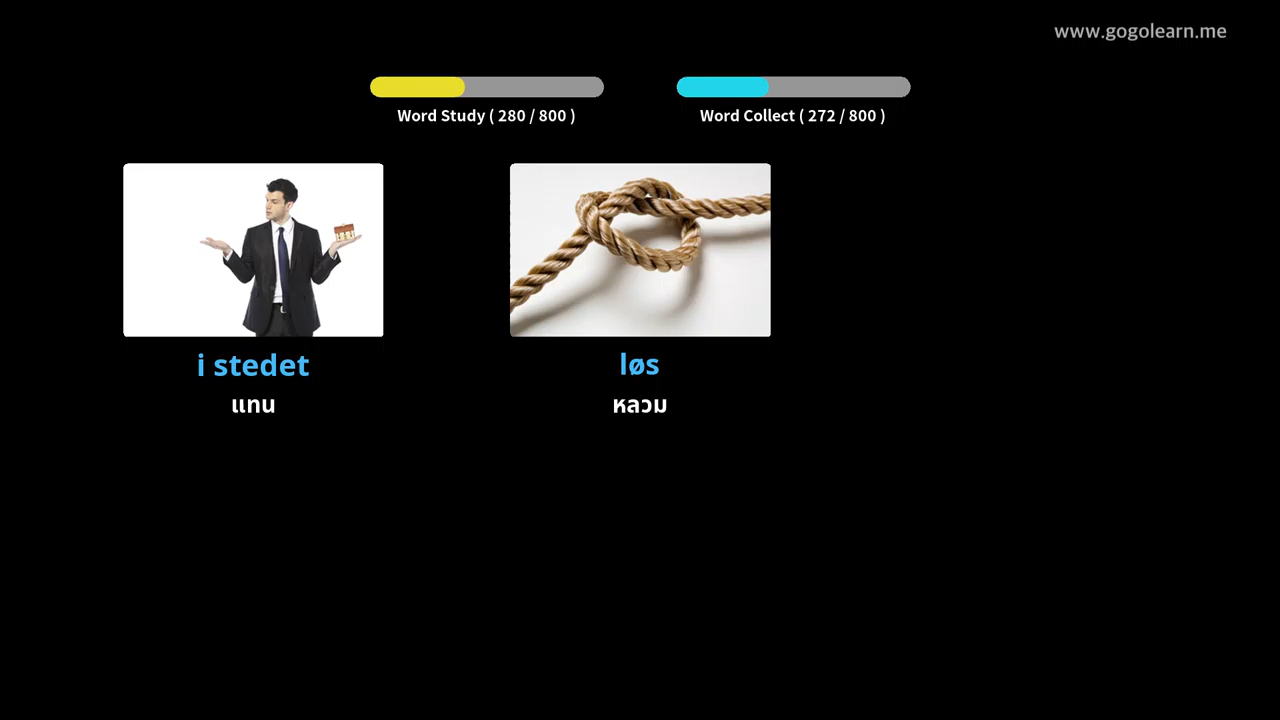 www.gogolearn.me
Word Study ( 280 / 800 )
Word Collect ( 272 / 800 )
i stedet
แทน
løs
หลวม